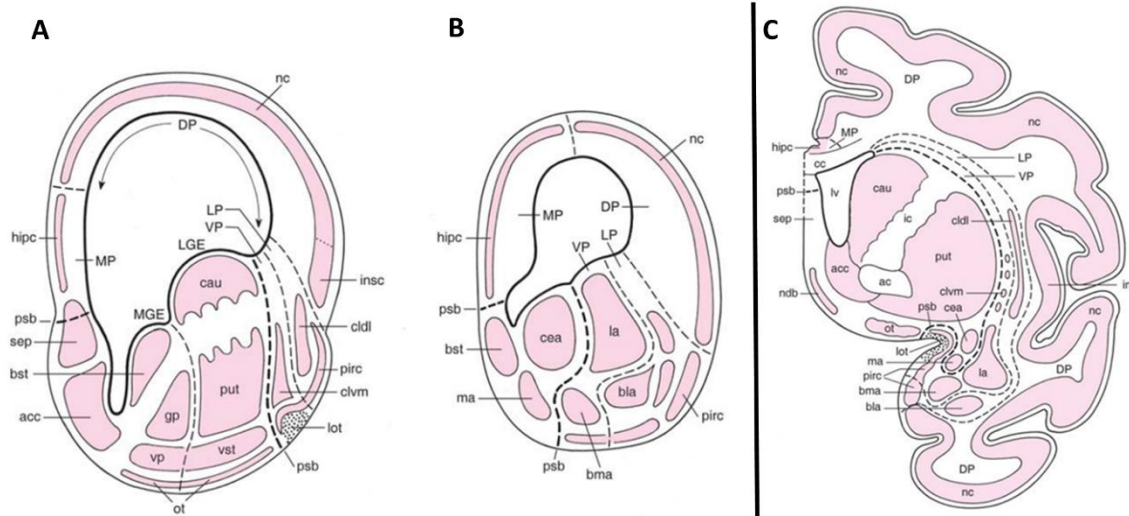 A
nc
DP
LP
VP
LGE
hipc
MP
cau
insc
MGE
psb
sep
cldl
bst
pirc
put
clvm
acc
gp
lot
vp
vst
psb
ot
B
nc
MP
DP
hipc
VP
LP
psb
cea
la
bst
ma
bla
pirc
psb
bma
C
nc
DP
nc
hipc
MP
cc
LP
VP
psb
lv
cau
sep
ic
cldl
put
acc
in
ndb
ac
clvm
psb
cea
nc
ot
lot
ma
la
pirc
DP
bma
bla
DP
nc